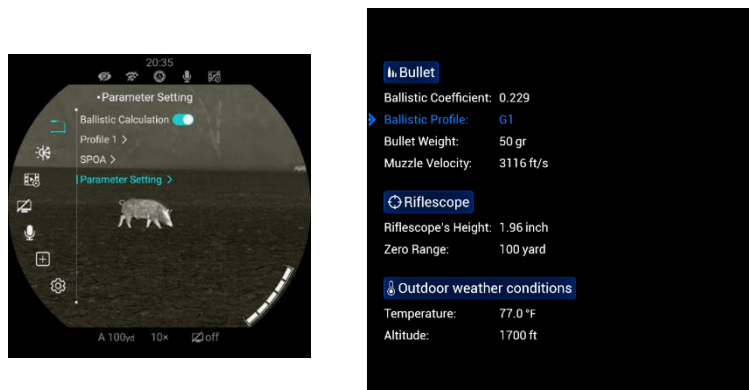 20:35
•Parameter Setting
Ballistic Calculation
Profile 1 >
SPOA >
Parameter Setting >
A 100yd 10× off
Bullet
Ballistic Coefficient: 0.229
Ballistic Profile: G1
Bullet Weight: 50 gr
Muzzle Velocity: 3116 ft/s
Riflescope
Riflescope's Height: 1.96 inch
Zero Range: 100 yard
Outdoor weather conditions
Temperature: 77.0 °F
Altitude: 1700 ft